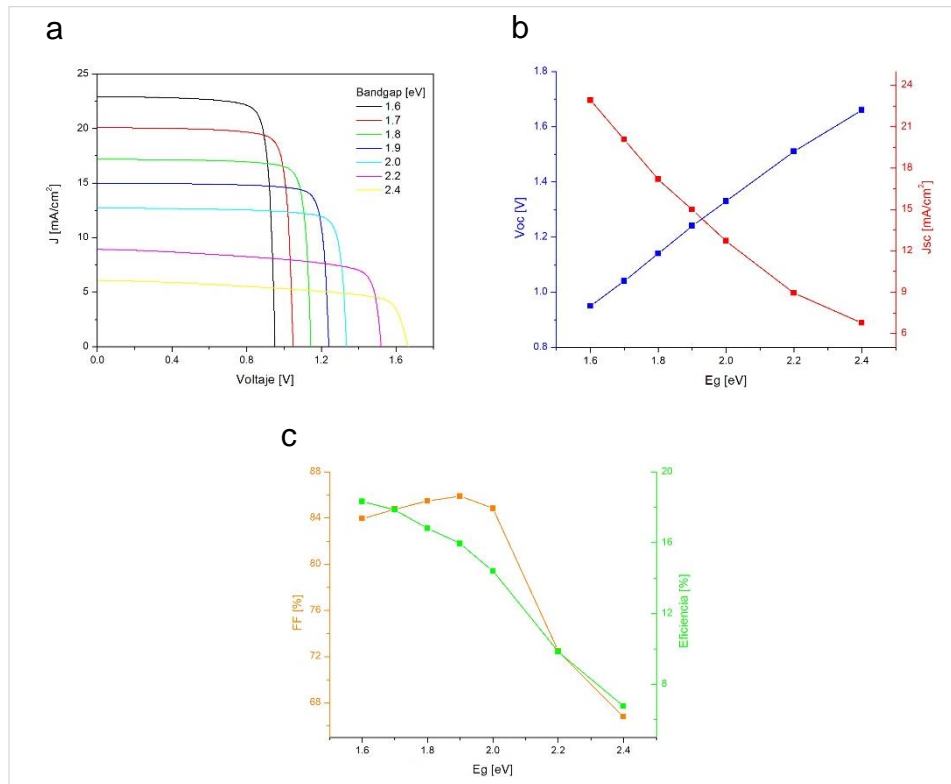 a
25
20
15
10
5
0
J [mA/cm²]
0.0 0.4 0.8 1.2 1.6
Voltaje [V]
Bandgap [eV]
1.6
1.7
1.8
1.9
2.0
2.2
2.4
b
1.8
1.6
1.4
1.2
1.0
0.8
Voc [V]
24
21
18
15
12
9
6
Jsc [mA/cm²]
1.6 1.8 2.0 2.2 2.4
Eg [eV]
c
88
84
80
76
72
68
FF [%]
20
16
12
8
Eficiencia [%]
1.6 1.8 2.0 2.2 2.4
Eg [eV]